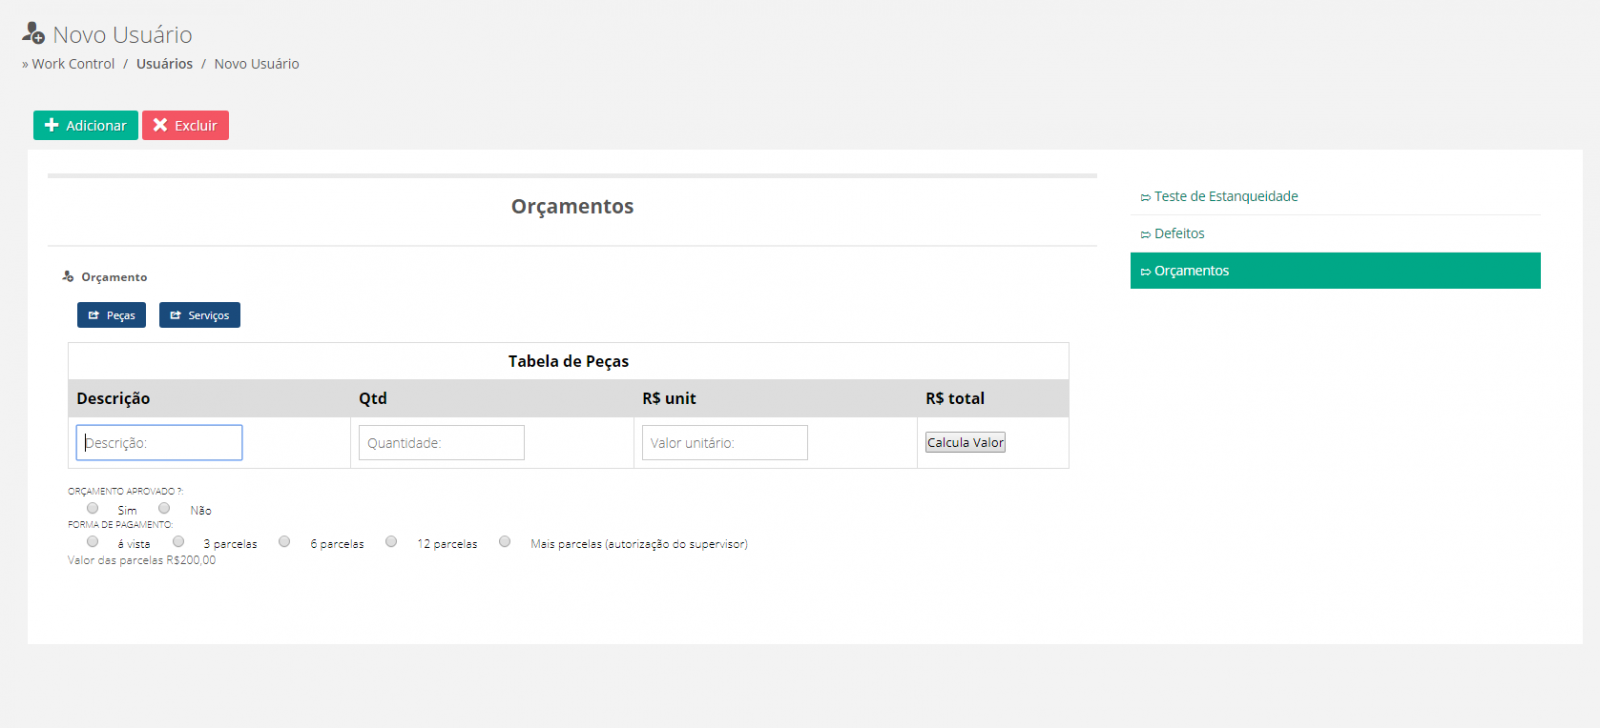 Novo Usuário
» Work Control / Usuários / Novo Usuário
Adicionar Excluir
Orçamentos
Teste de Estanqueidade
Defeitos
Orçamentos
Orçamento
Peças Serviços
Tabela de Peças
Descrição Qtd R$ unit R$ total
Descrição: Quantidade: Valor unitário: Calcula Valor
ORÇAMENTO APROVADO ?:
Sim Não
FORMA DE PAGAMENTO:
á vista 3 parcelas 6 parcelas 12 parcelas Mais parcelas (autorização do supervisor)
Valor das parcelas R$200,00